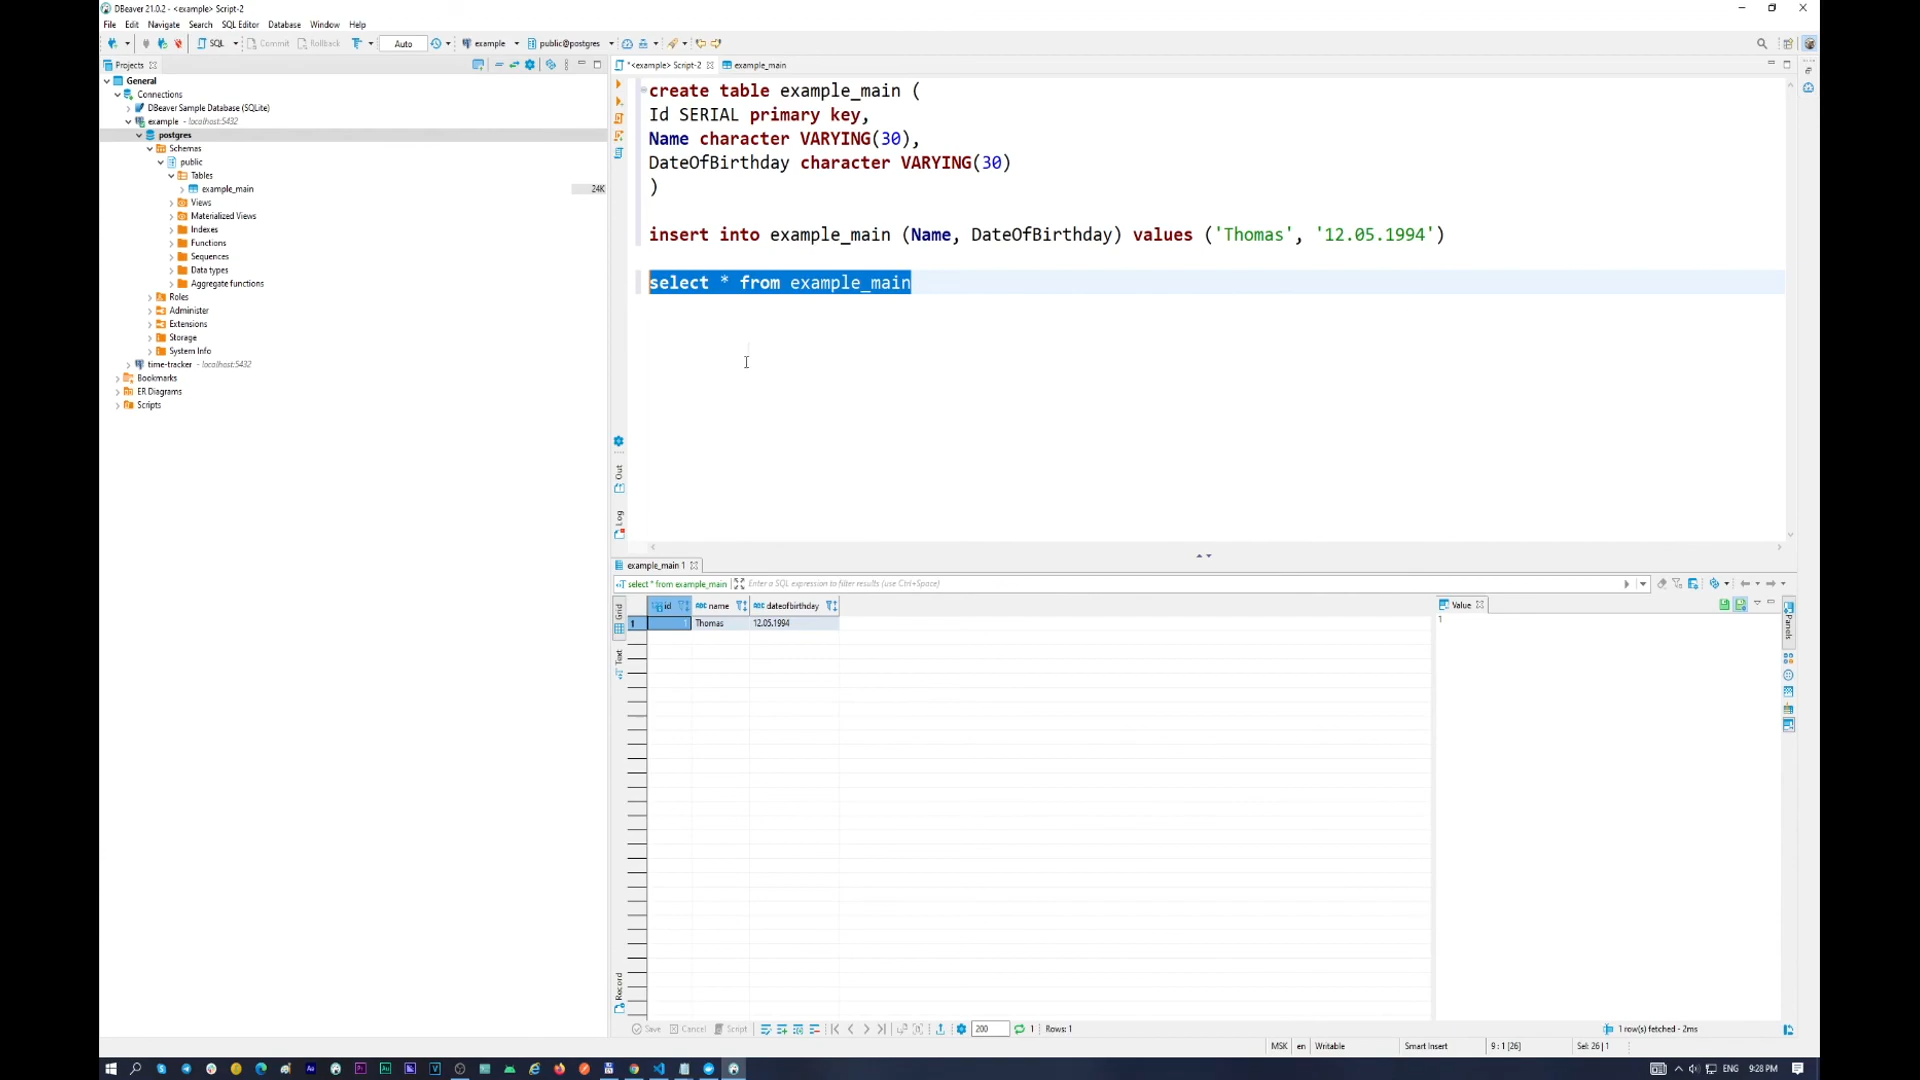 DBeaver 21.0.2 - <example> Script-2
File Edit Navigate Search SQL Editor Database Window Help
SQL Commit Rollback Auto example public@postgres
Projects
General
Connections
DBeaver Sample Database (SQLite)
example - localhost:5432
postgres
Schemas
public
Tables
example_main 24K
Views
Materialized Views
Indexes
Functions
Sequences
Data types
Aggregate functions
Roles
Administer
Extensions
Storage
System Info
time-tracker - localhost:5432
Bookmarks
ER Diagrams
Scripts
*<example> Script-2 example_main
create table example_main (
Id SERIAL primary key,
Name character VARYING(30),
DateOfBirthday character VARYING(30)
)
insert into example_main (Name, DateOfBirthday) values ('Thomas', '12.05.1994')
select * from example_main
Out
Log
example_main 1
select * from example_main Enter a SQL expression to filter results (use Ctrl+Space)
Grid
Text
Record
id ABC name ABC dateofbirthday
1 1 Thomas 12.05.1994
Value
1
Panels
Save Cancel Script 200 1 Rows: 1 1 row(s) fetched - 2ms
MSK en Writable Smart Insert 9 : 1 [26] Sel: 26 | 1
ENG 9:28 PM